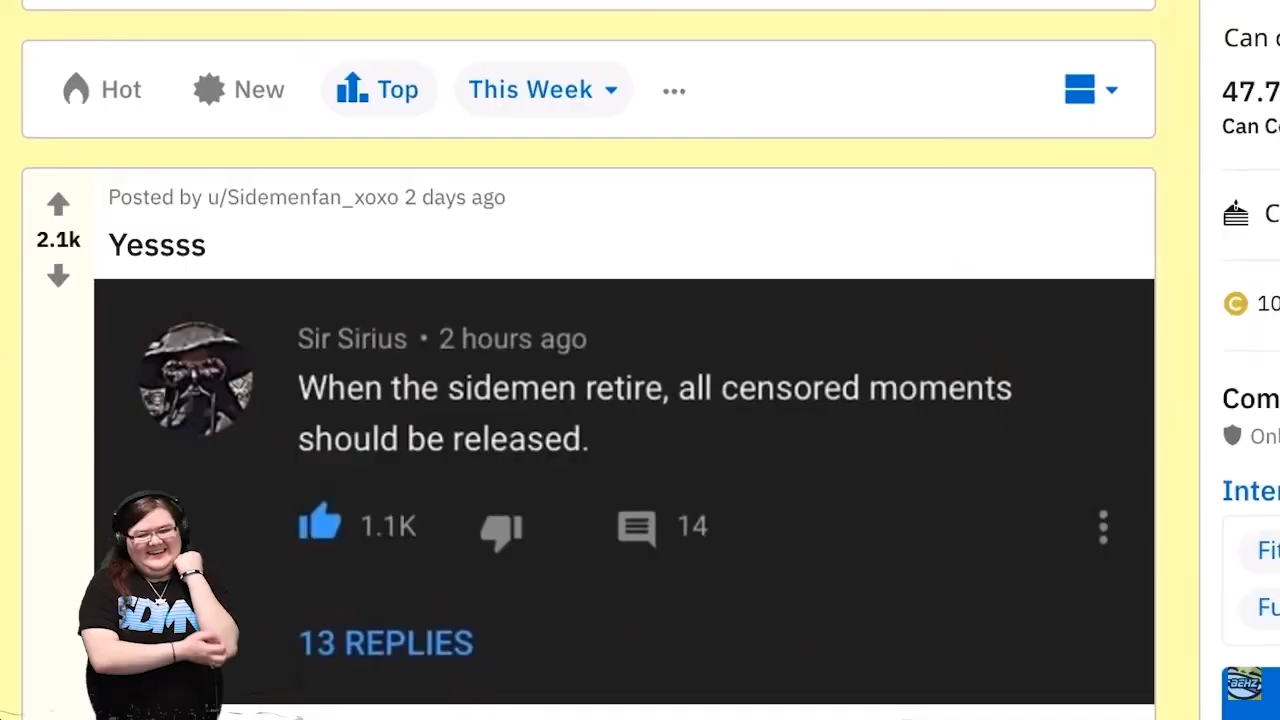 Can
47.7
Can C
Hot
New
Top
This Week
Posted by u/Sidemenfan_xoxo 2 days ago
2.1k
Yessss
C
C 10
Sir Sirius • 2 hours ago
When the sidemen retire, all censored moments
should be released.
Com
Onl
1.1K
14
Inter
Fit
Fu
SDMN
13 REPLIES
BEHZ